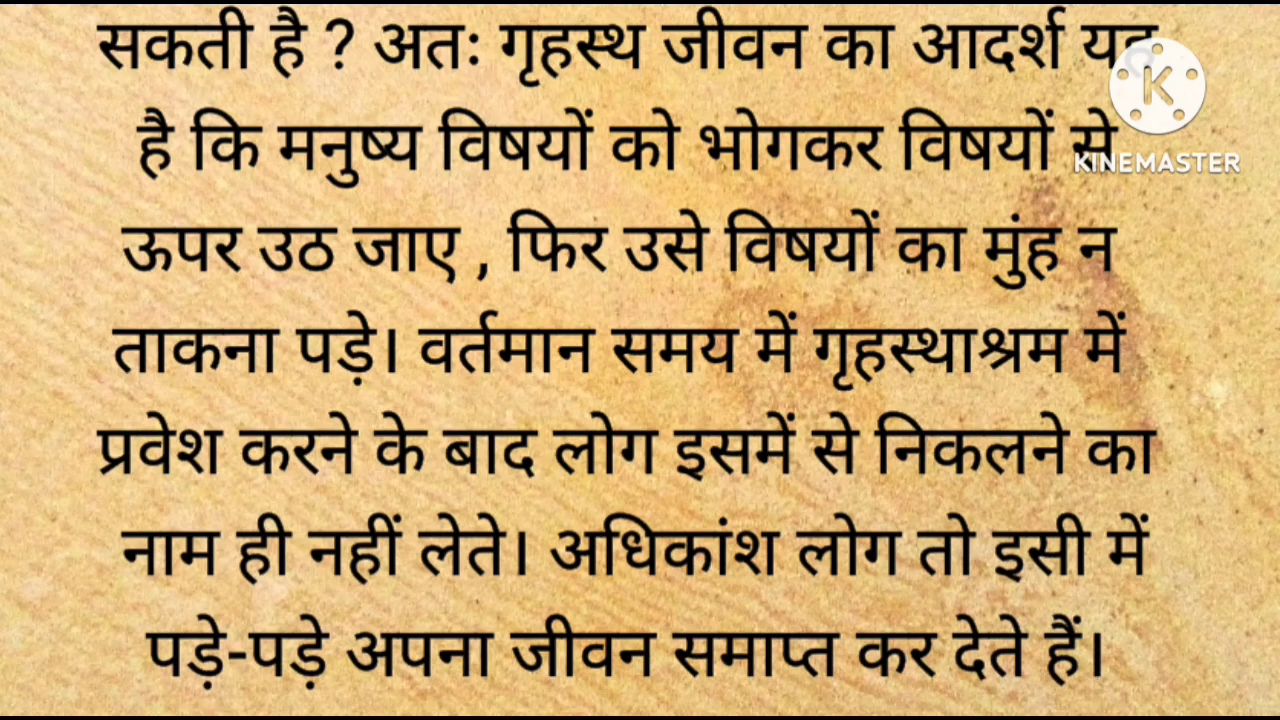 सकती है ? अतः गृहस्थ जीवन का आदर्श यह
है कि मनुष्य विषयों को भोगकर विषयों से
KINEMASTER
ऊपर उठ जाए , फिर उसे विषयों का मुंह न
ताकना पड़े। वर्तमान समय में गृहस्थाश्रम में
प्रवेश करने के बाद लोग इसमें से निकलने का
नाम ही नहीं लेते। अधिकांश लोग तो इसी में
पड़े-पड़े अपना जीवन समाप्त कर देते हैं।